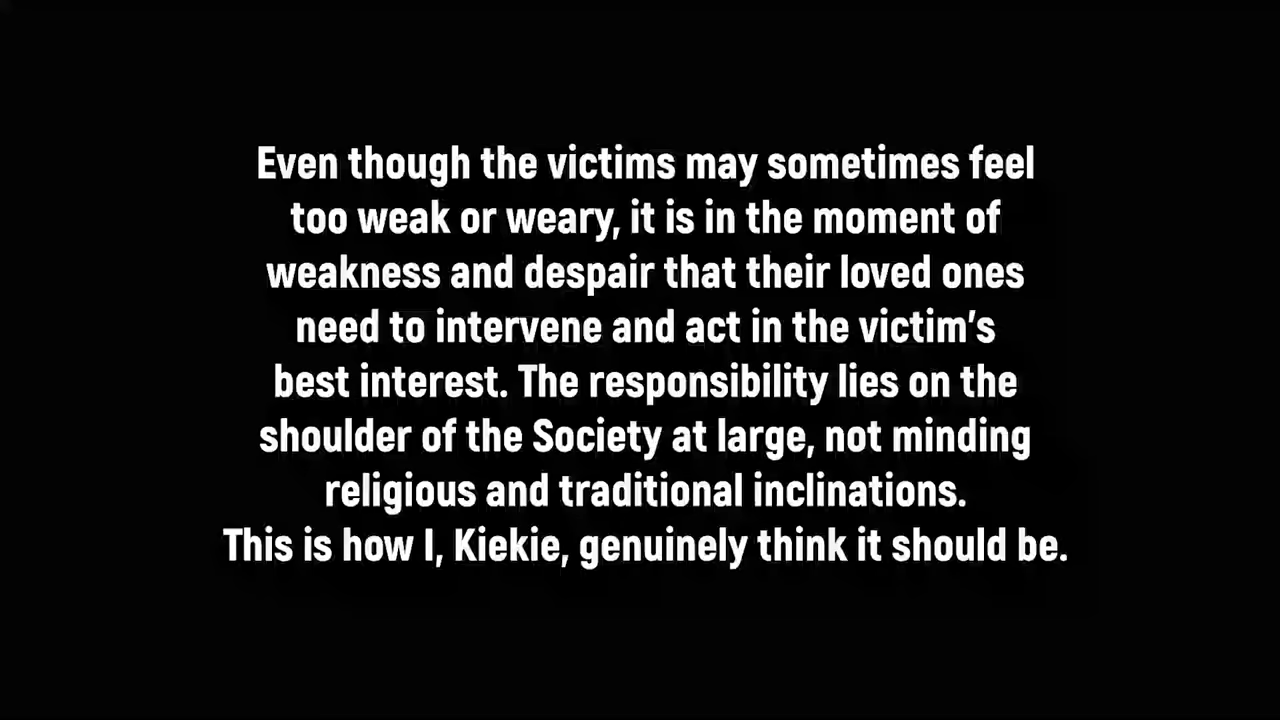 Even though the victims may sometimes feel
too weak or weary, it is in the moment of
weakness and despair that their loved ones
need to intervene and act in the victim's
best interest. The responsibility lies on the
shoulder of the Society at large, not minding
religious and traditional inclinations.
This is how I, Kiekie, genuinely think it should be.